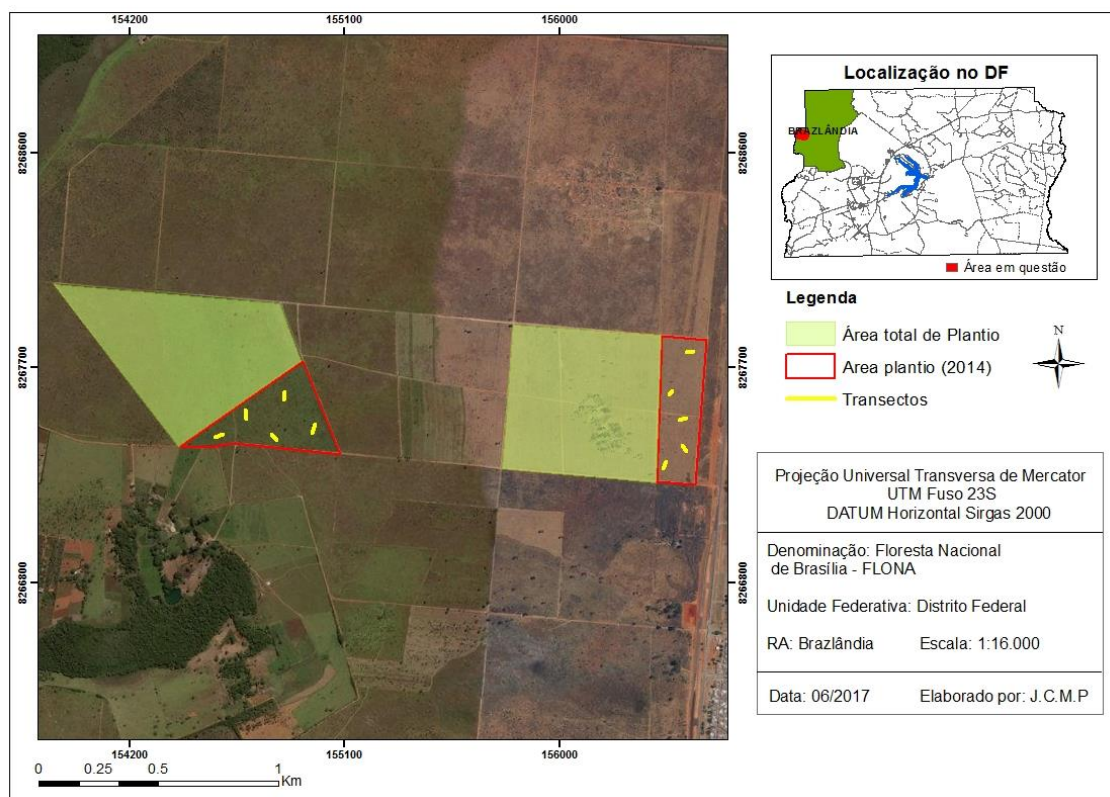 154200 155100 156000
8268600
8267700
8266800
8268600
8267700
8266800
154200 155100 156000
0 0.25 0.5 1
Km
Localização no DF
BRAZLÂNDIA
Área em questão
Legenda
Área total de Plantio
Area plantio (2014)
Transectos
N
Projeção Universal Transversa de Mercator
UTM Fuso 23S
DATUM Horizontal Sirgas 2000
Denominação: Floresta Nacional
de Brasília - FLONA
Unidade Federativa: Distrito Federal
RA: Brazlândia Escala: 1:16.000
Data: 06/2017 Elaborado por: J.C.M.P